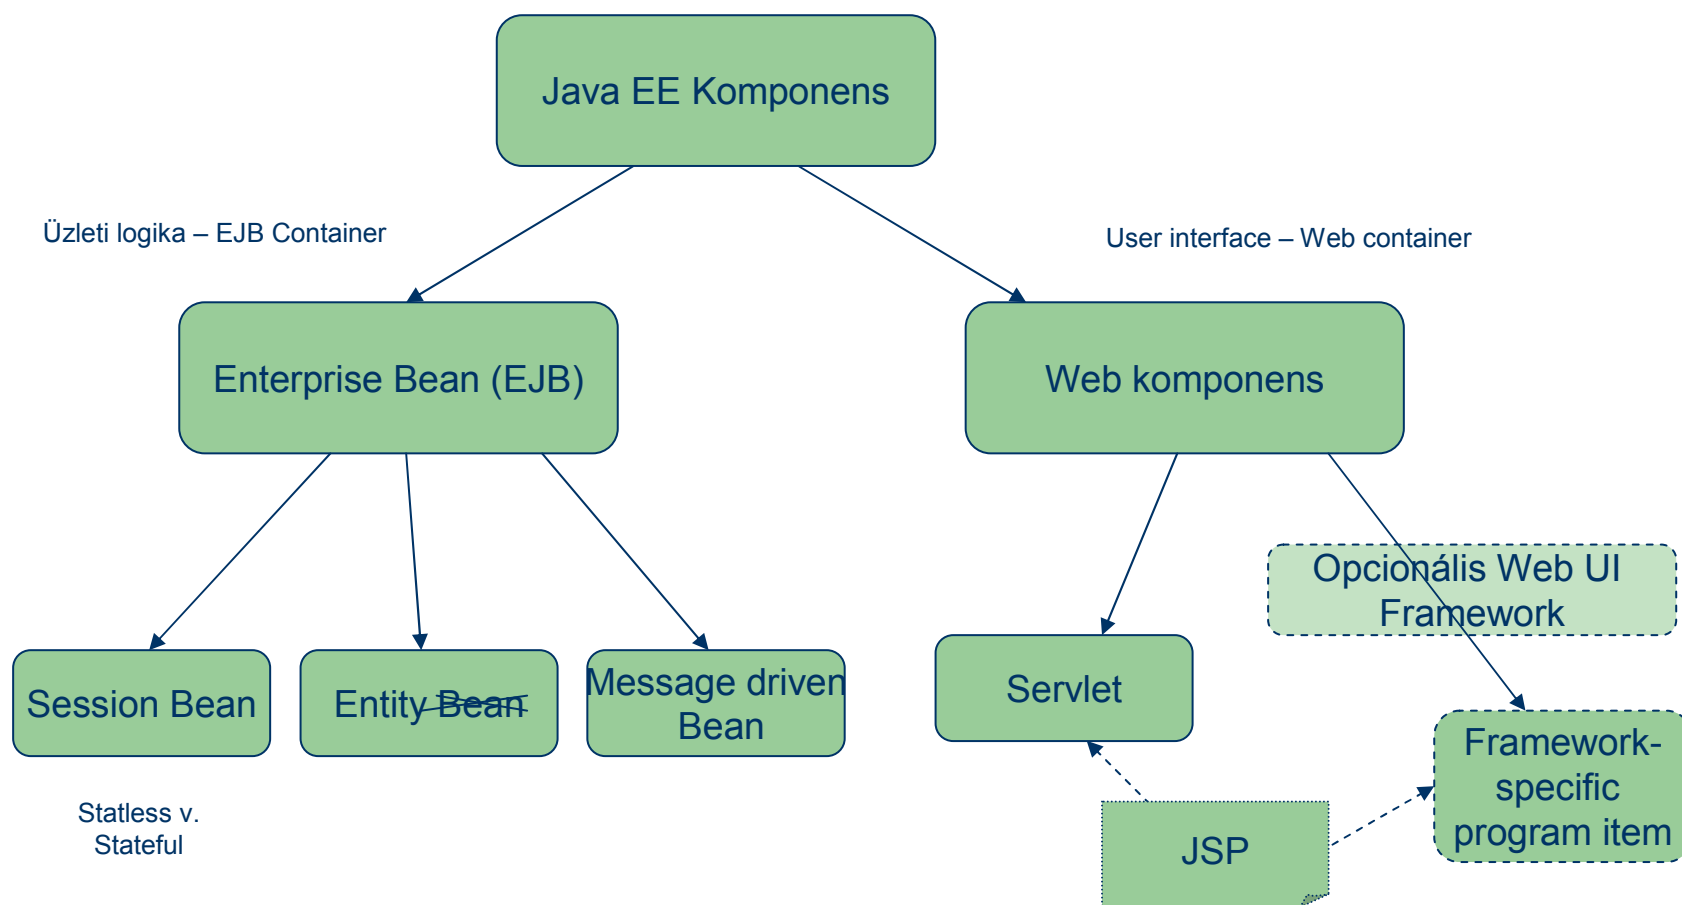 Java EE Komponens
Üzleti logika – EJB Container
User interface – Web container
Enterprise Bean (EJB)
Web komponens
Opcionális Web UI
Framework
Session Bean
Entity Bean
Message driven
Bean
Servlet
Framework-
specific
program item
Statless v.
Stateful
JSP